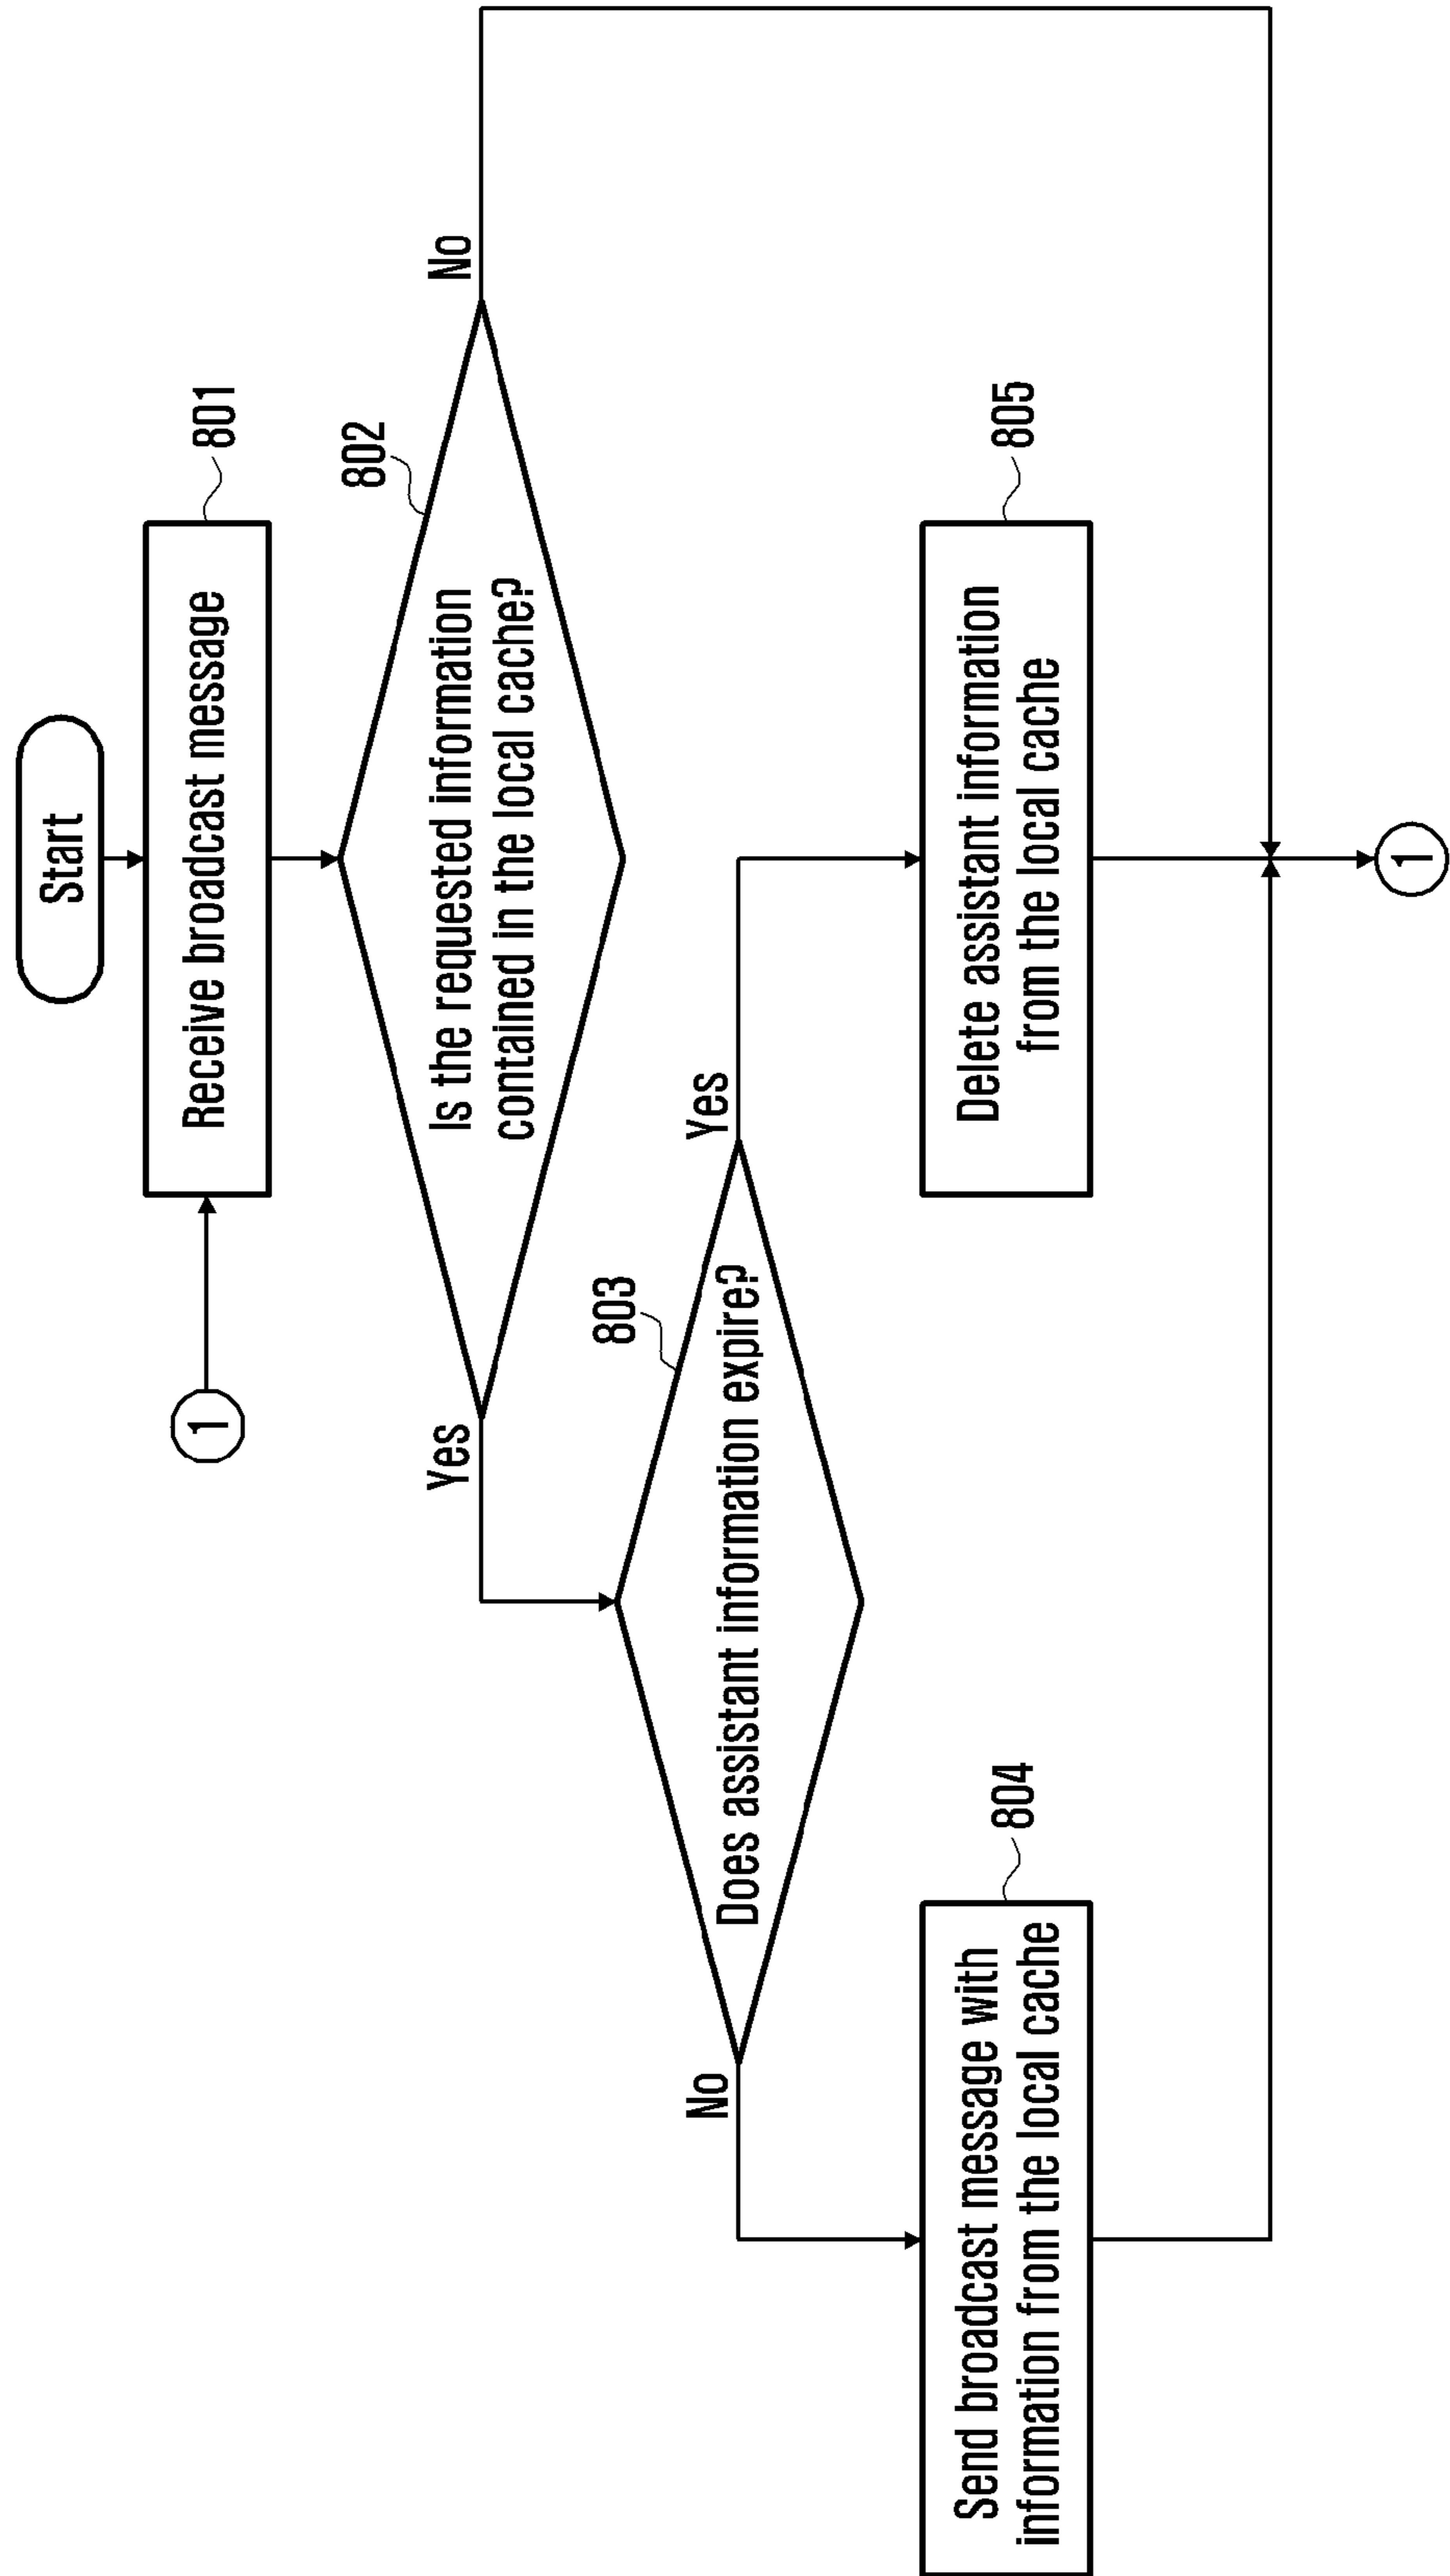 Start
Receive broadcast message
801
1
802
Is the requested information
contained in the local cache?
Yes
No
803
Does assistant information expire?
No
Yes
804
Send broadcast message with
information from the local cache
805
Delete assistant information
from the local cache
1